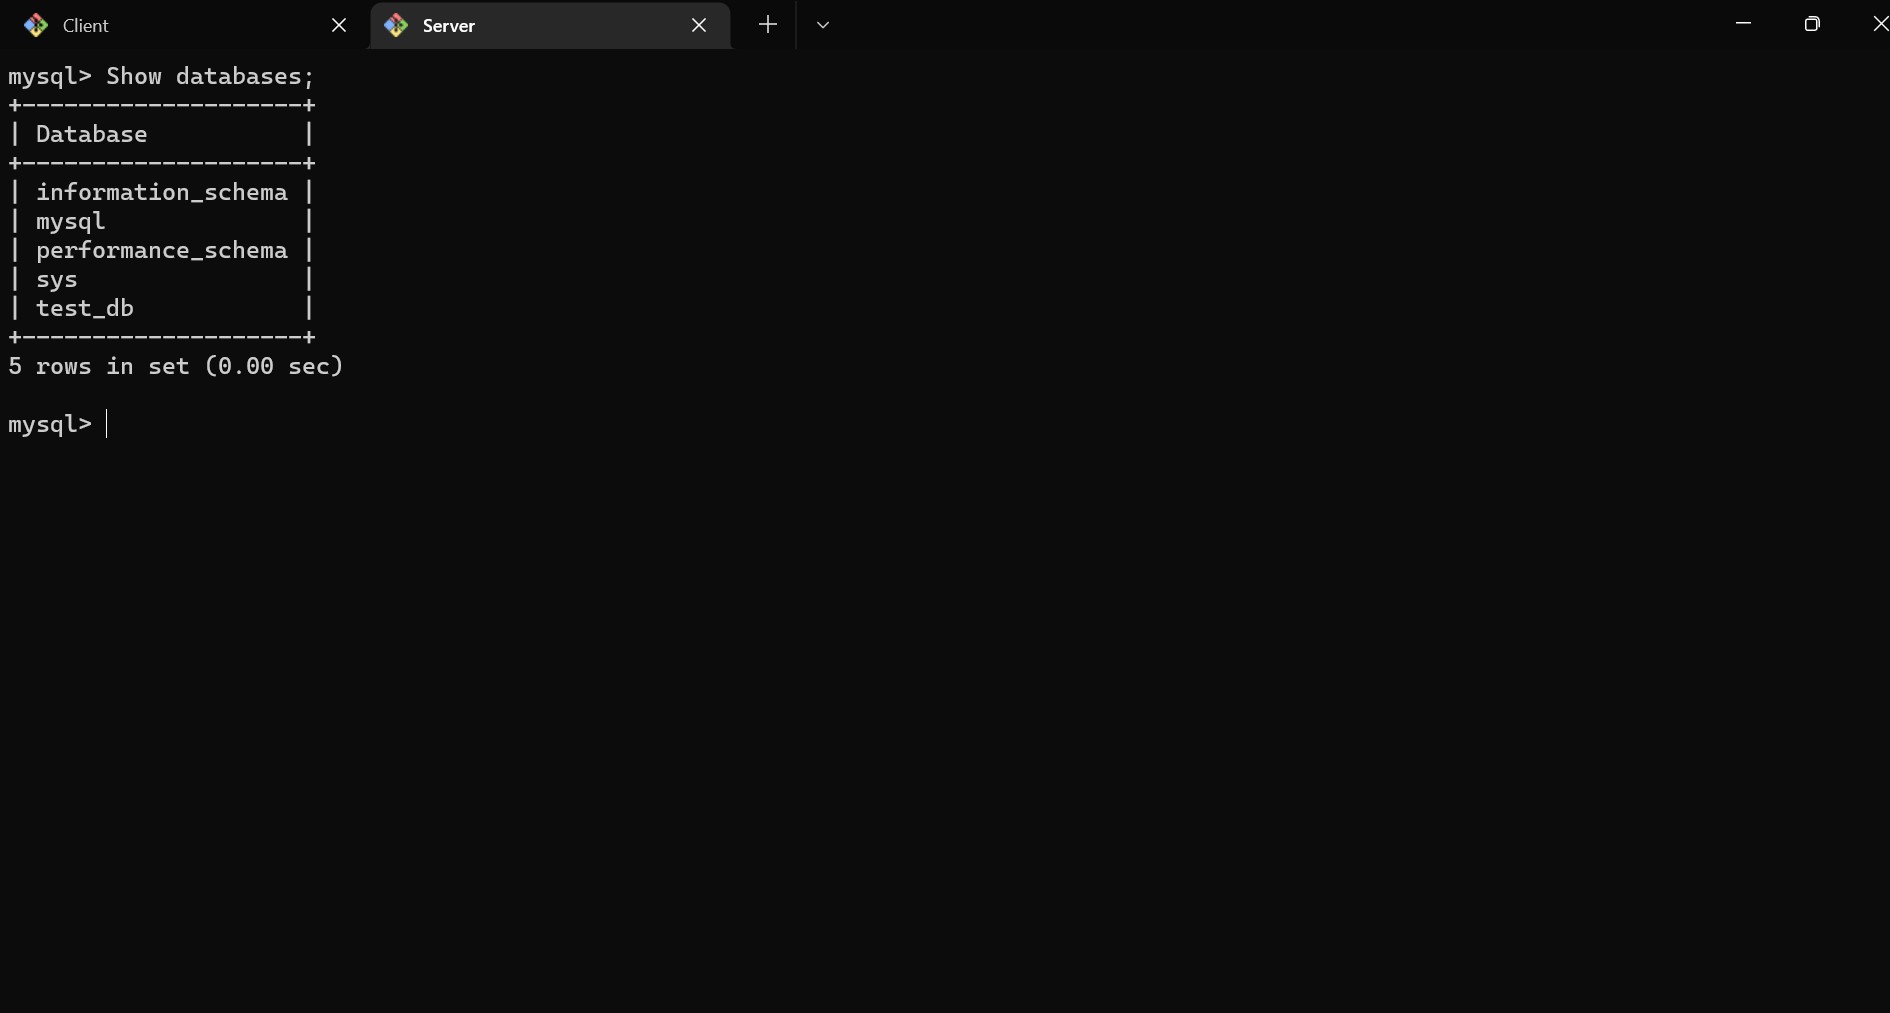 Client
Server
mysql> Show databases;
+--------------------+
| Database           |
+--------------------+
| information_schema |
| mysql              |
| performance_schema |
| sys                |
| test_db            |
+--------------------+
5 rows in set (0.00 sec)
mysql>